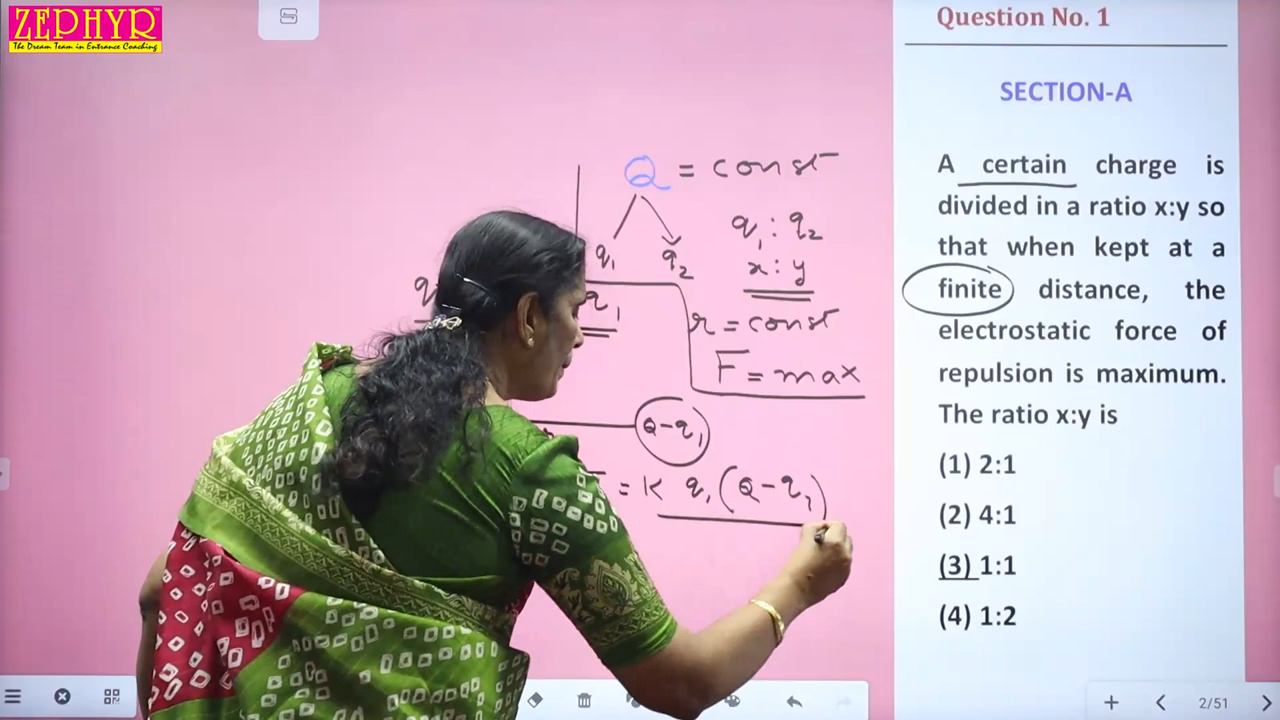 ZEPHYR™
The Dream Team in Entrance Coaching
Question No. 1
SECTION-A
A certain charge is
divided in a ratio x:y so
that when kept at a
finite distance, the
electrostatic force of
repulsion is maximum.
The ratio x:y is
(1) 2:1
(2) 4:1
(3) 1:1
(4) 1:2
Q = const
q₁ q₂
q₁ : q₂
x : y
q₁
r = const
F = max
Q-q₁
= K q₁(Q-q₁)
2/51